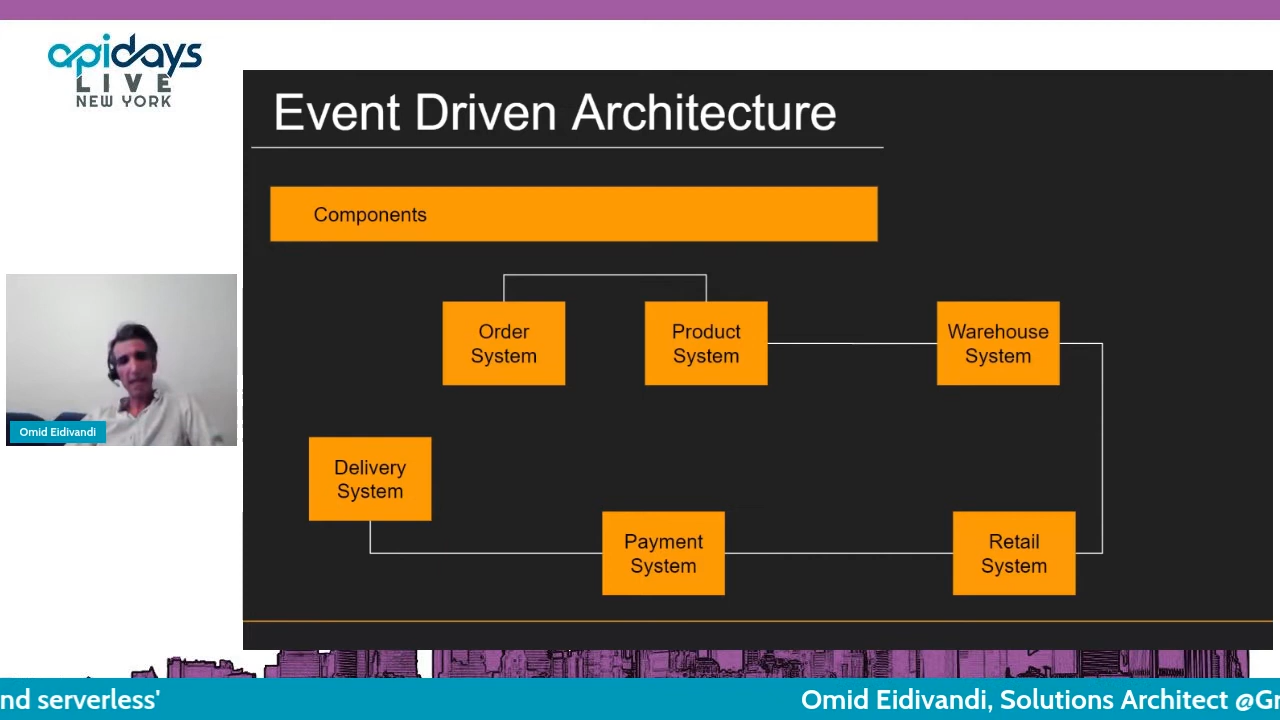 apidays
LIVE
NEW YORK
Event Driven Architecture
Components
Order
System
Product
System
Warehouse
System
Delivery
System
Payment
System
Retail
System
Omid Eidivandi
nd serverless'
Omid Eidivandi, Solutions Architect @Gr